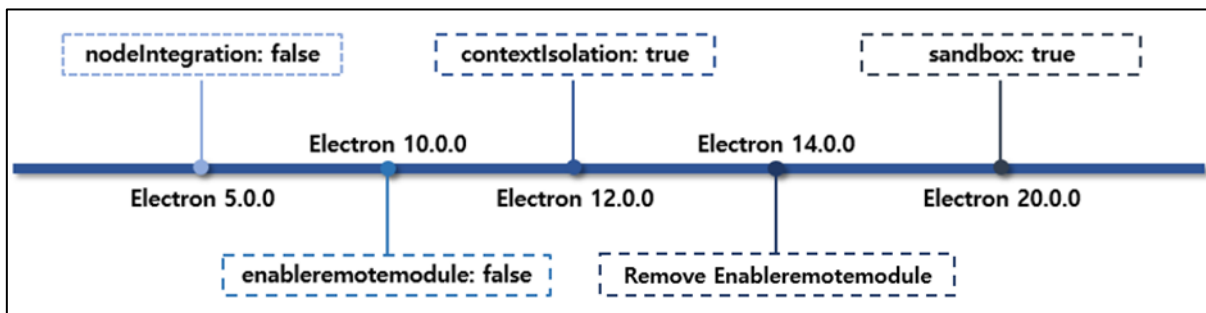 nodeIntegration: false
contextIsolation: true
sandbox: true
Electron 10.0.0
Electron 14.0.0
Electron 5.0.0
Electron 12.0.0
Electron 20.0.0
enableremotemodule: false
Remove Enableremotemodule